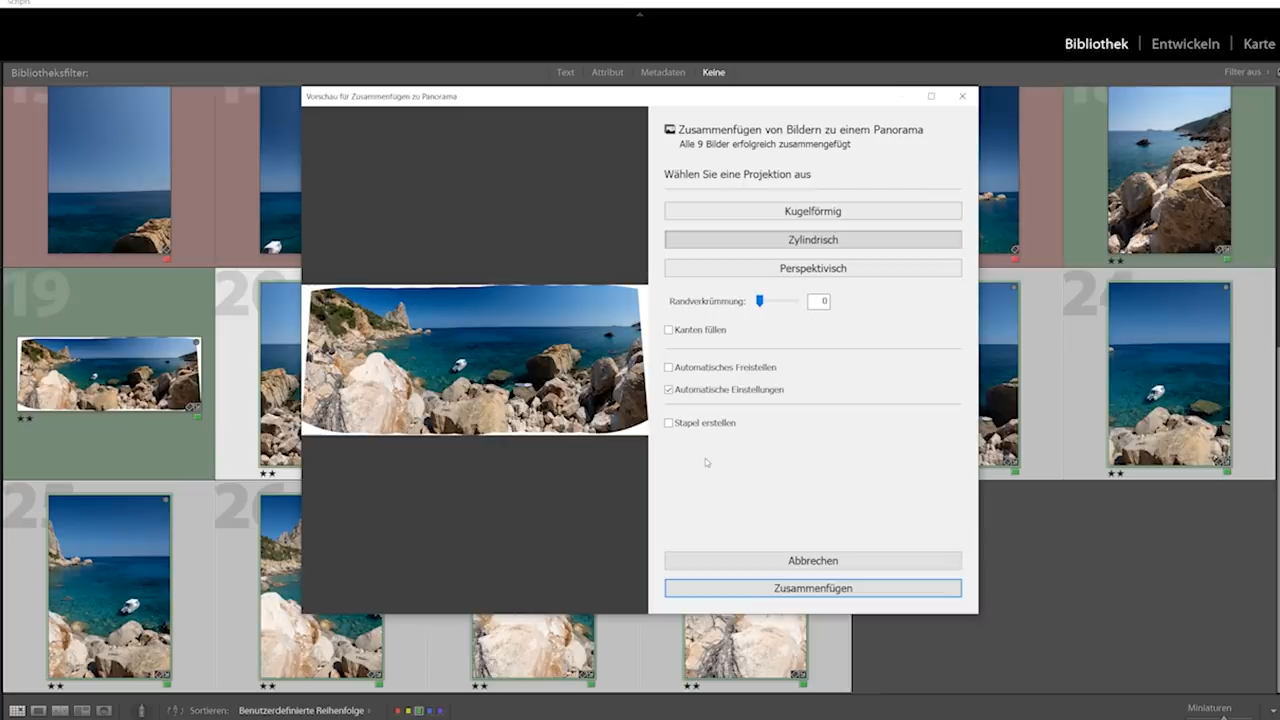 Scripts
Bibliothek | Entwickeln | Karte
Bibliotheksfilter: Text Attribut Metadaten Keine Filter aus
Vorschau für Zusammenfügen zu Panorama
Zusammenfügen von Bildern zu einem Panorama
Alle 9 Bilder erfolgreich zusammengefügt
Wählen Sie eine Projektion aus
Kugelförmig
Zylindrisch
Perspektivisch
Randverkrümmung: 0
Kanten füllen
Automatisches Freistellen
Automatische Einstellungen
Stapel erstellen
Abbrechen
Zusammenfügen
19
25
Sortieren: Benutzerdefinierte Reihenfolge
Miniaturen